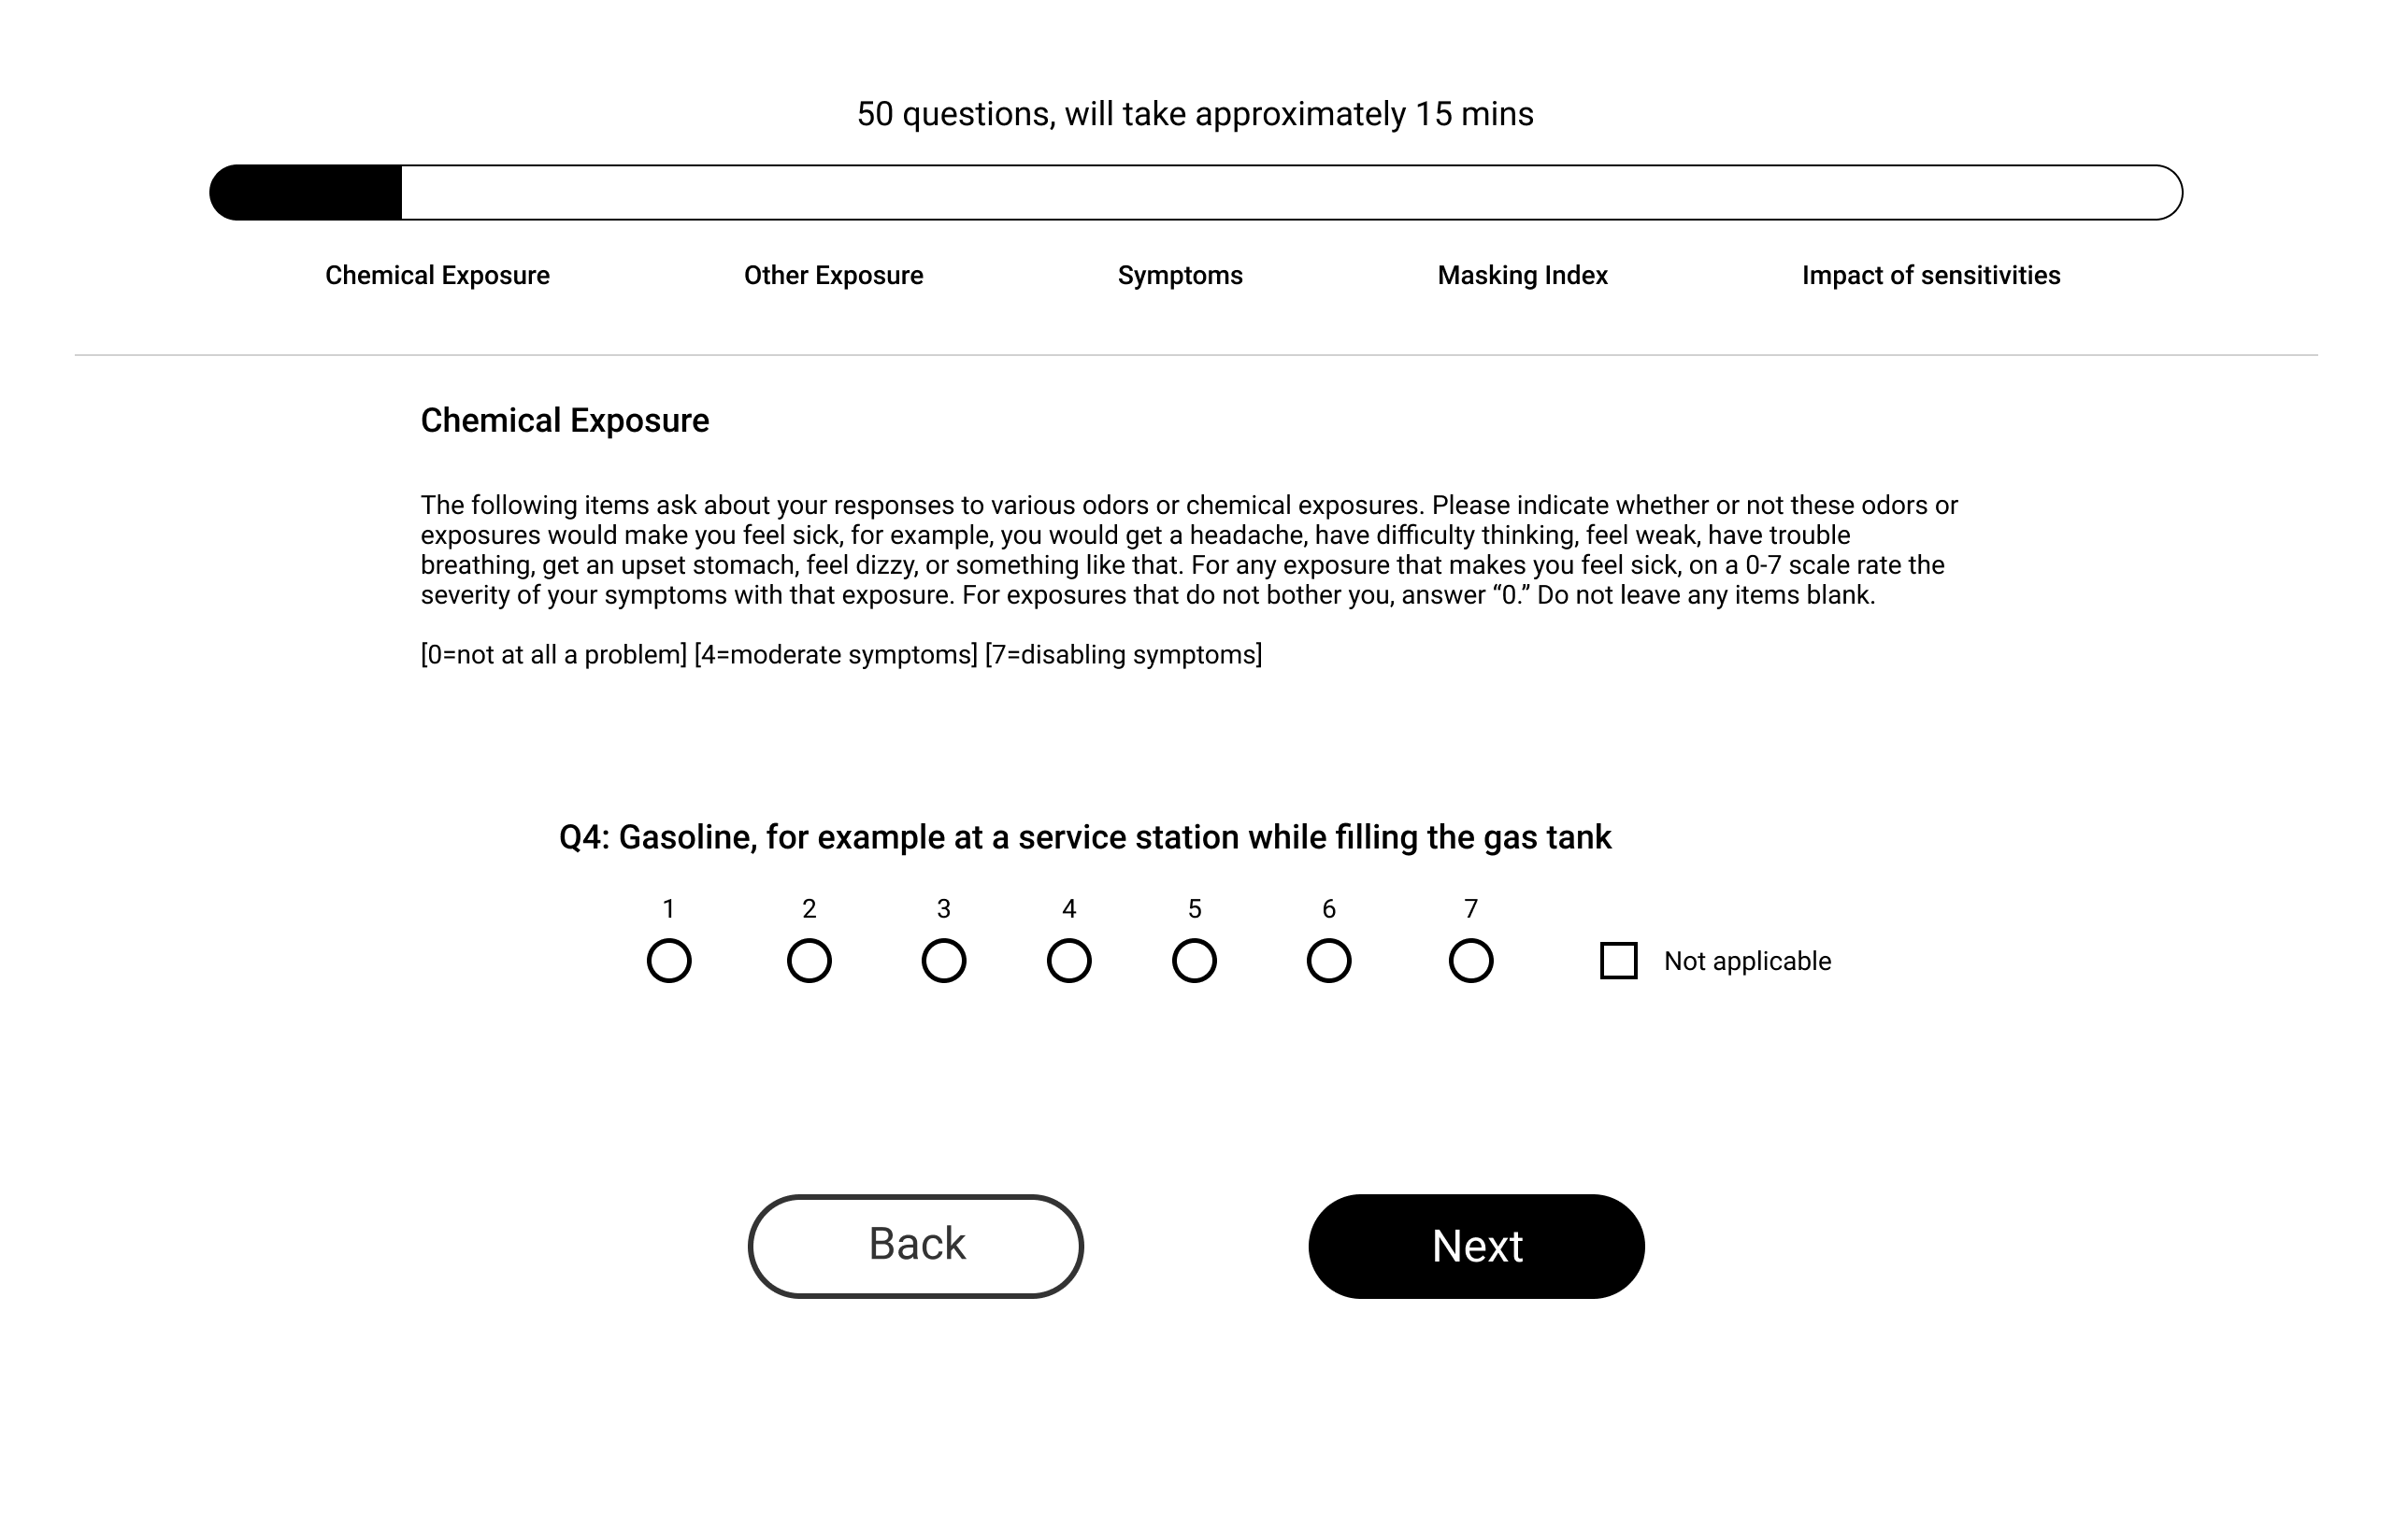 50 questions, will take approximately 15 mins
Chemical Exposure Other Exposure Symptoms Masking Index Impact of sensitivities
Chemical Exposure
The following items ask about your responses to various odors or chemical exposures. Please indicate whether or not these odors or
exposures would make you feel sick, for example, you would get a headache, have difficulty thinking, feel weak, have trouble
breathing, get an upset stomach, feel dizzy, or something like that. For any exposure that makes you feel sick, on a 0-7 scale rate the
severity of your symptoms with that exposure. For exposures that do not bother you, answer “0.” Do not leave any items blank.
[0=not at all a problem] [4=moderate symptoms] [7=disabling symptoms]
Q4: Gasoline, for example at a service station while filling the gas tank
1 2 3 4 5 6 7
Not applicable
Back Next